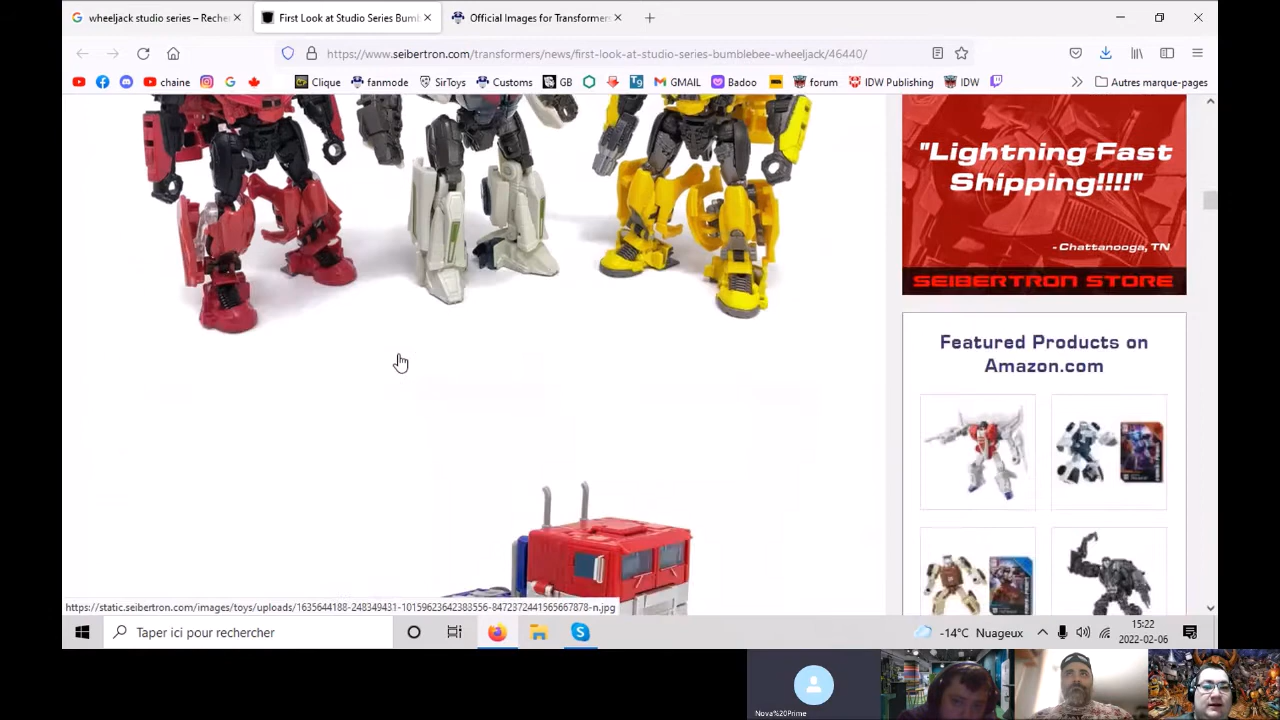 wheeljack studio series – Reche
First Look at Studio Series Bumb
Official Images for Transformers
https://www.seibertron.com/transformers/news/first-look-at-studio-series-bumblebee-wheeljack/46440/
chaine
Clique
fanmode
SirToys
Customs
GB
GMAIL
Badoo
forum
IDW Publishing
IDW
Autres marque-pages
"Lightning Fast
Shipping!!!!"
- Chattanooga, TN
SEIBERTRON STORE
Featured Products on
Amazon.com
https://static.seibertron.com/images/toys/uploads/1635644188-248349431-10159623642383556-8472372441565667878-n.jpg
Taper ici pour rechercher
-14°C Nuageux
15:22
2022-02-06
Nova%20Prime